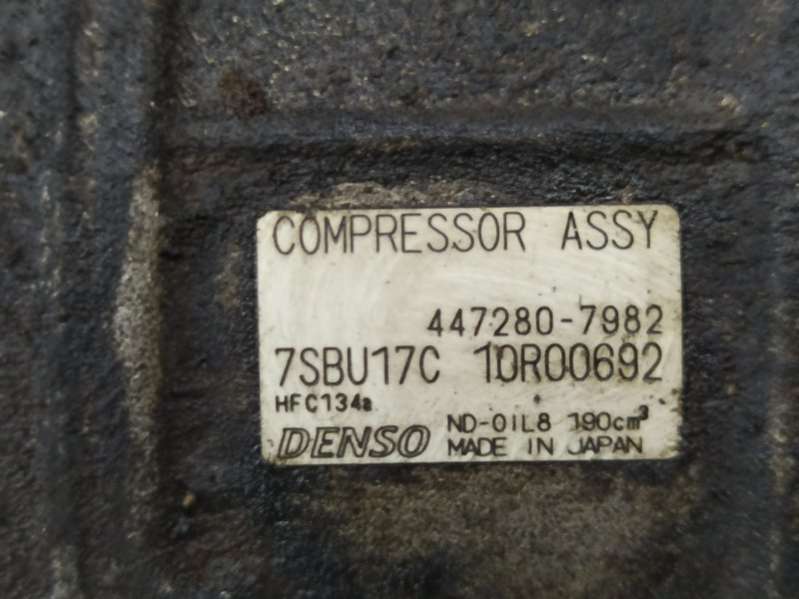 COMPRESSOR ASSY
447280-7982
7SBU17C 10R00692
HFC134a
DENSO ND-OIL8 190cm³
MADE IN JAPAN